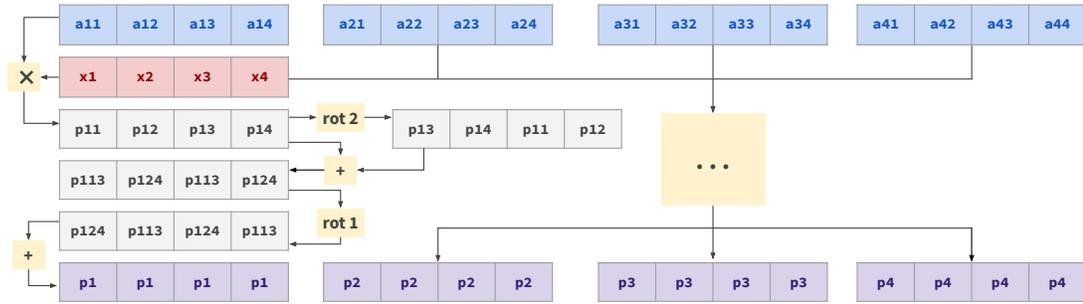 a11 a12 a13 a14 a21 a22 a23 a24 a31 a32 a33 a34 a41 a42 a43 a44
× x1 x2 x3 x4
p11 p12 p13 p14 rot 2 p13 p14 p11 p12
...
p113 p124 p113 p124 +
p124 p113 p124 p113 rot 1
+
p1 p1 p1 p1 p2 p2 p2 p2 p3 p3 p3 p3 p4 p4 p4 p4